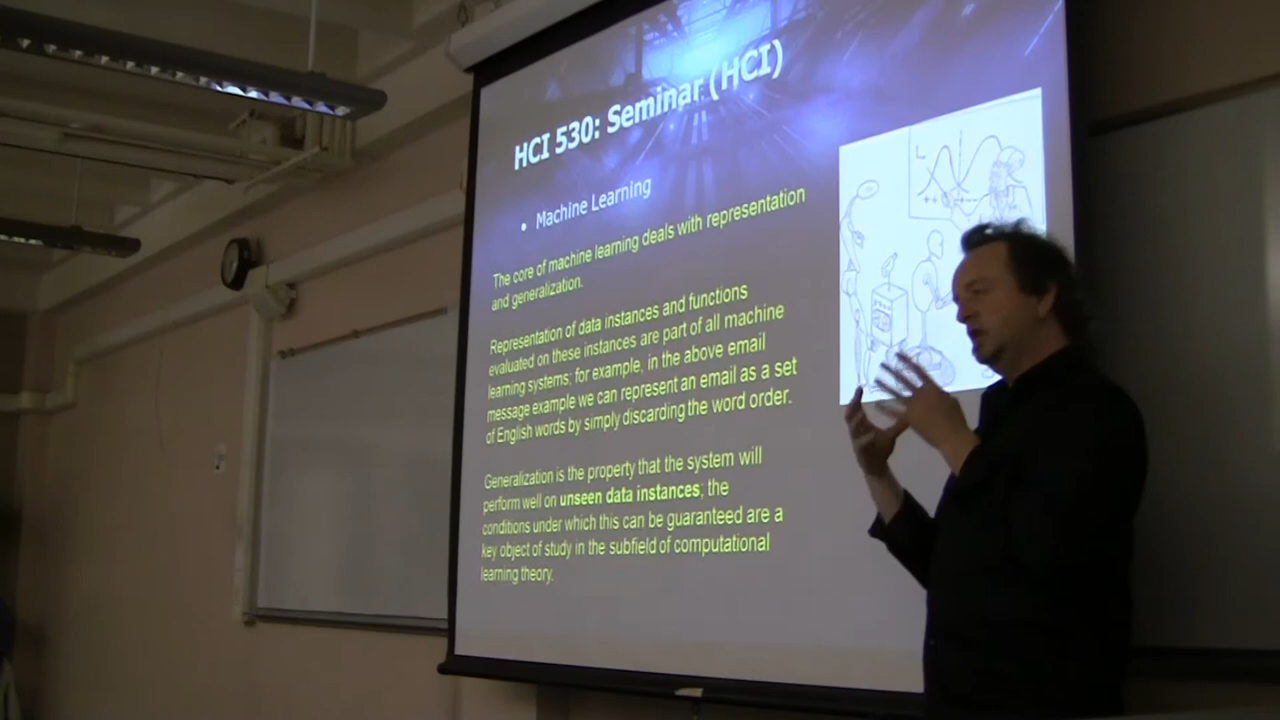 HCI 530: Seminar (HCI)
• Machine Learning
The core of machine learning deals with representation
and generalization.
Representation of data instances and functions
evaluated on these instances are part of all machine
learning systems; for example, in the above email
message example we can represent an email as a set
of English words by simply discarding the word order.
Generalization is the property that the system will
perform well on unseen data instances; the
conditions under which this can be guaranteed are a
key object of study in the subfield of computational
learning theory.